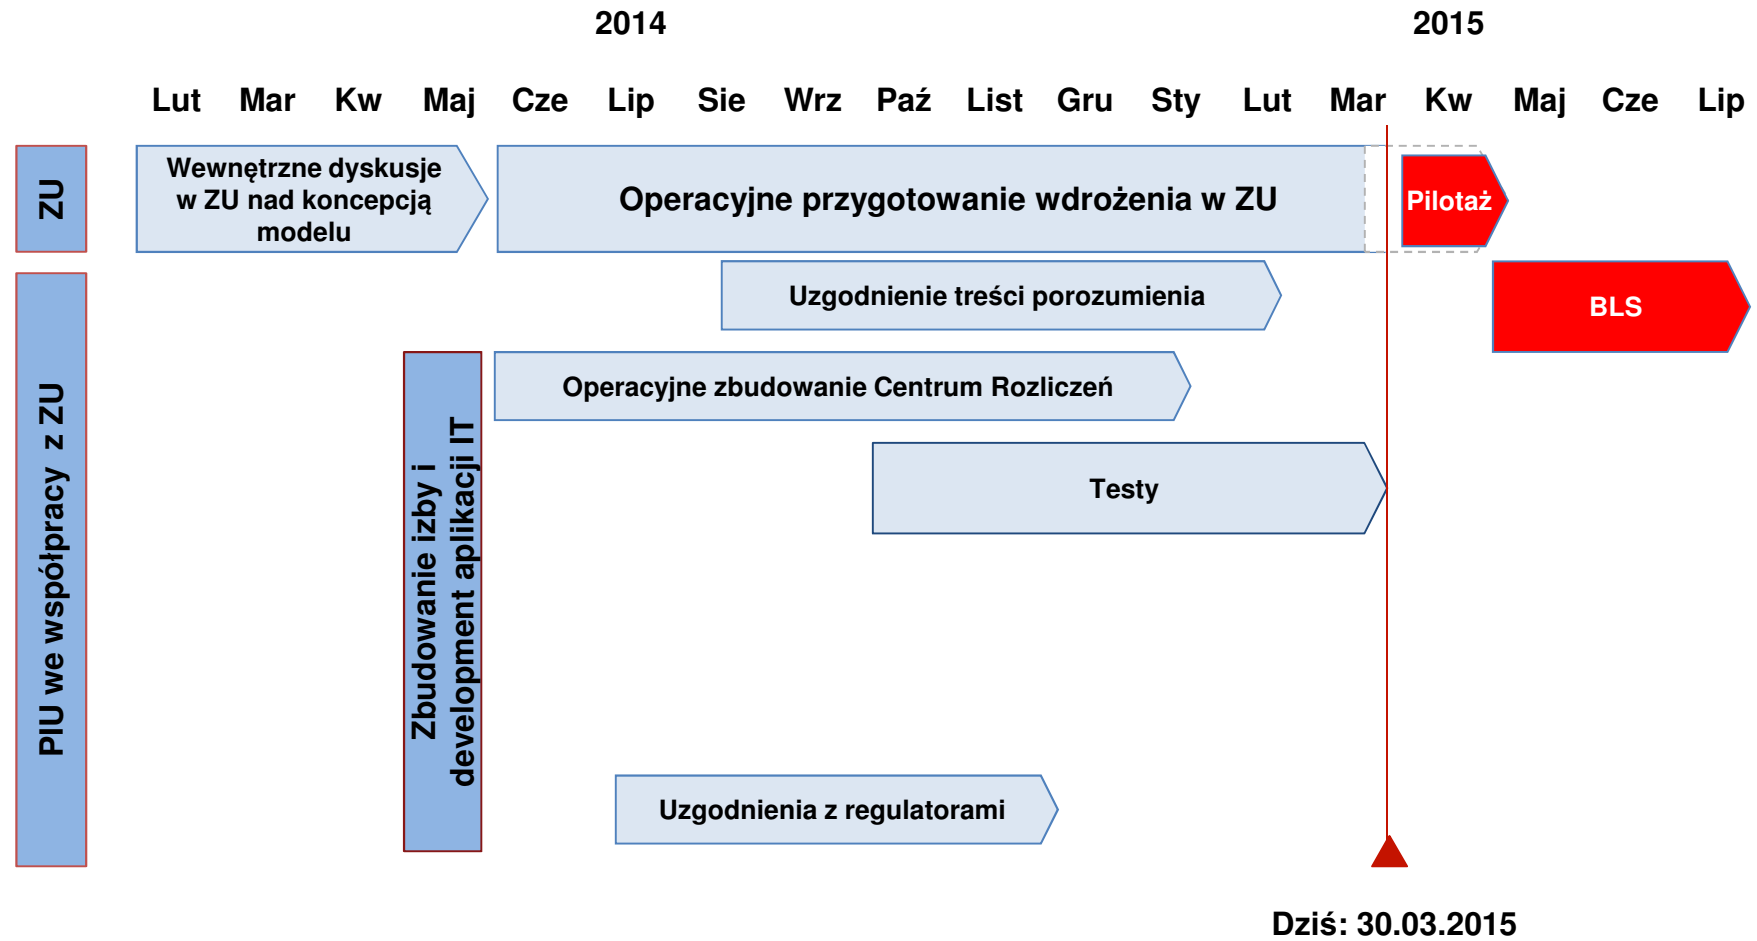 2014
2015
Lut Mar Kw Maj Cze Lip Sie Wrz Paź List Gru Sty Lut Mar Kw Maj Cze Lip
ZU
Wewnętrzne dyskusje
w ZU nad koncepcją
modelu
Operacyjne przygotowanie wdrożenia w ZU
Pilotaż
PIU we współpracy z ZU
Uzgodnienie treści porozumienia
BLS
Zbudowanie izby i
development aplikacji IT
Operacyjne zbudowanie Centrum Rozliczeń
Testy
Uzgodnienia z regulatorami
Dziś: 30.03.2015